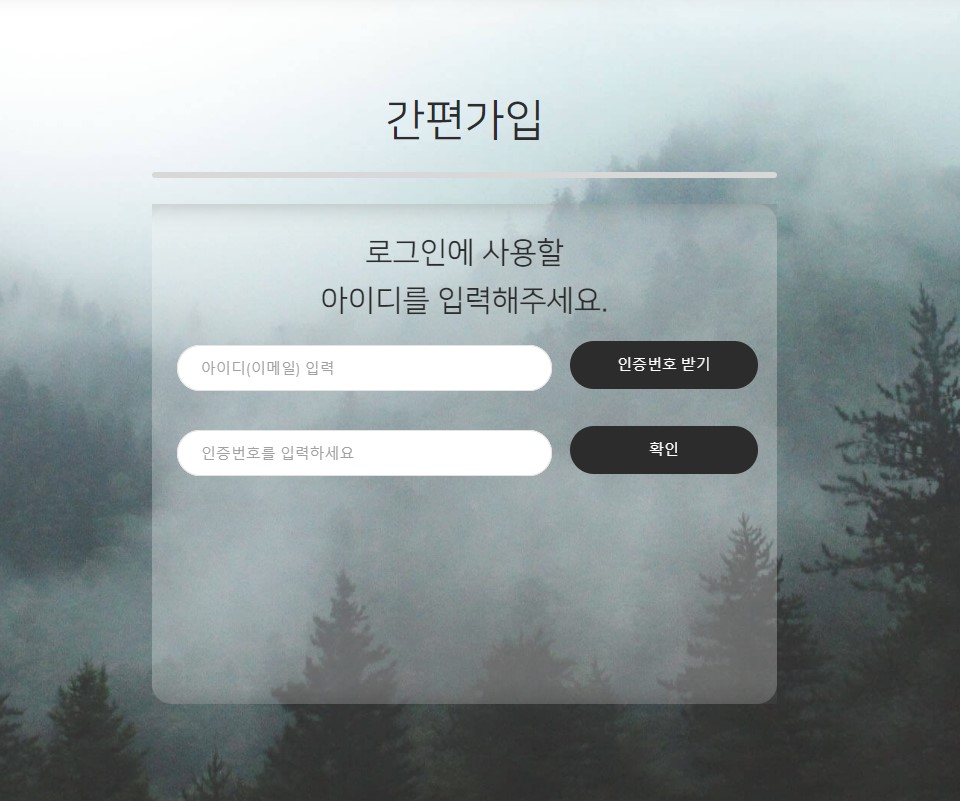 간편가입
로그인에 사용할
아이디를 입력해주세요.
아이디(이메일) 입력
인증번호 받기
인증번호를 입력하세요
확인